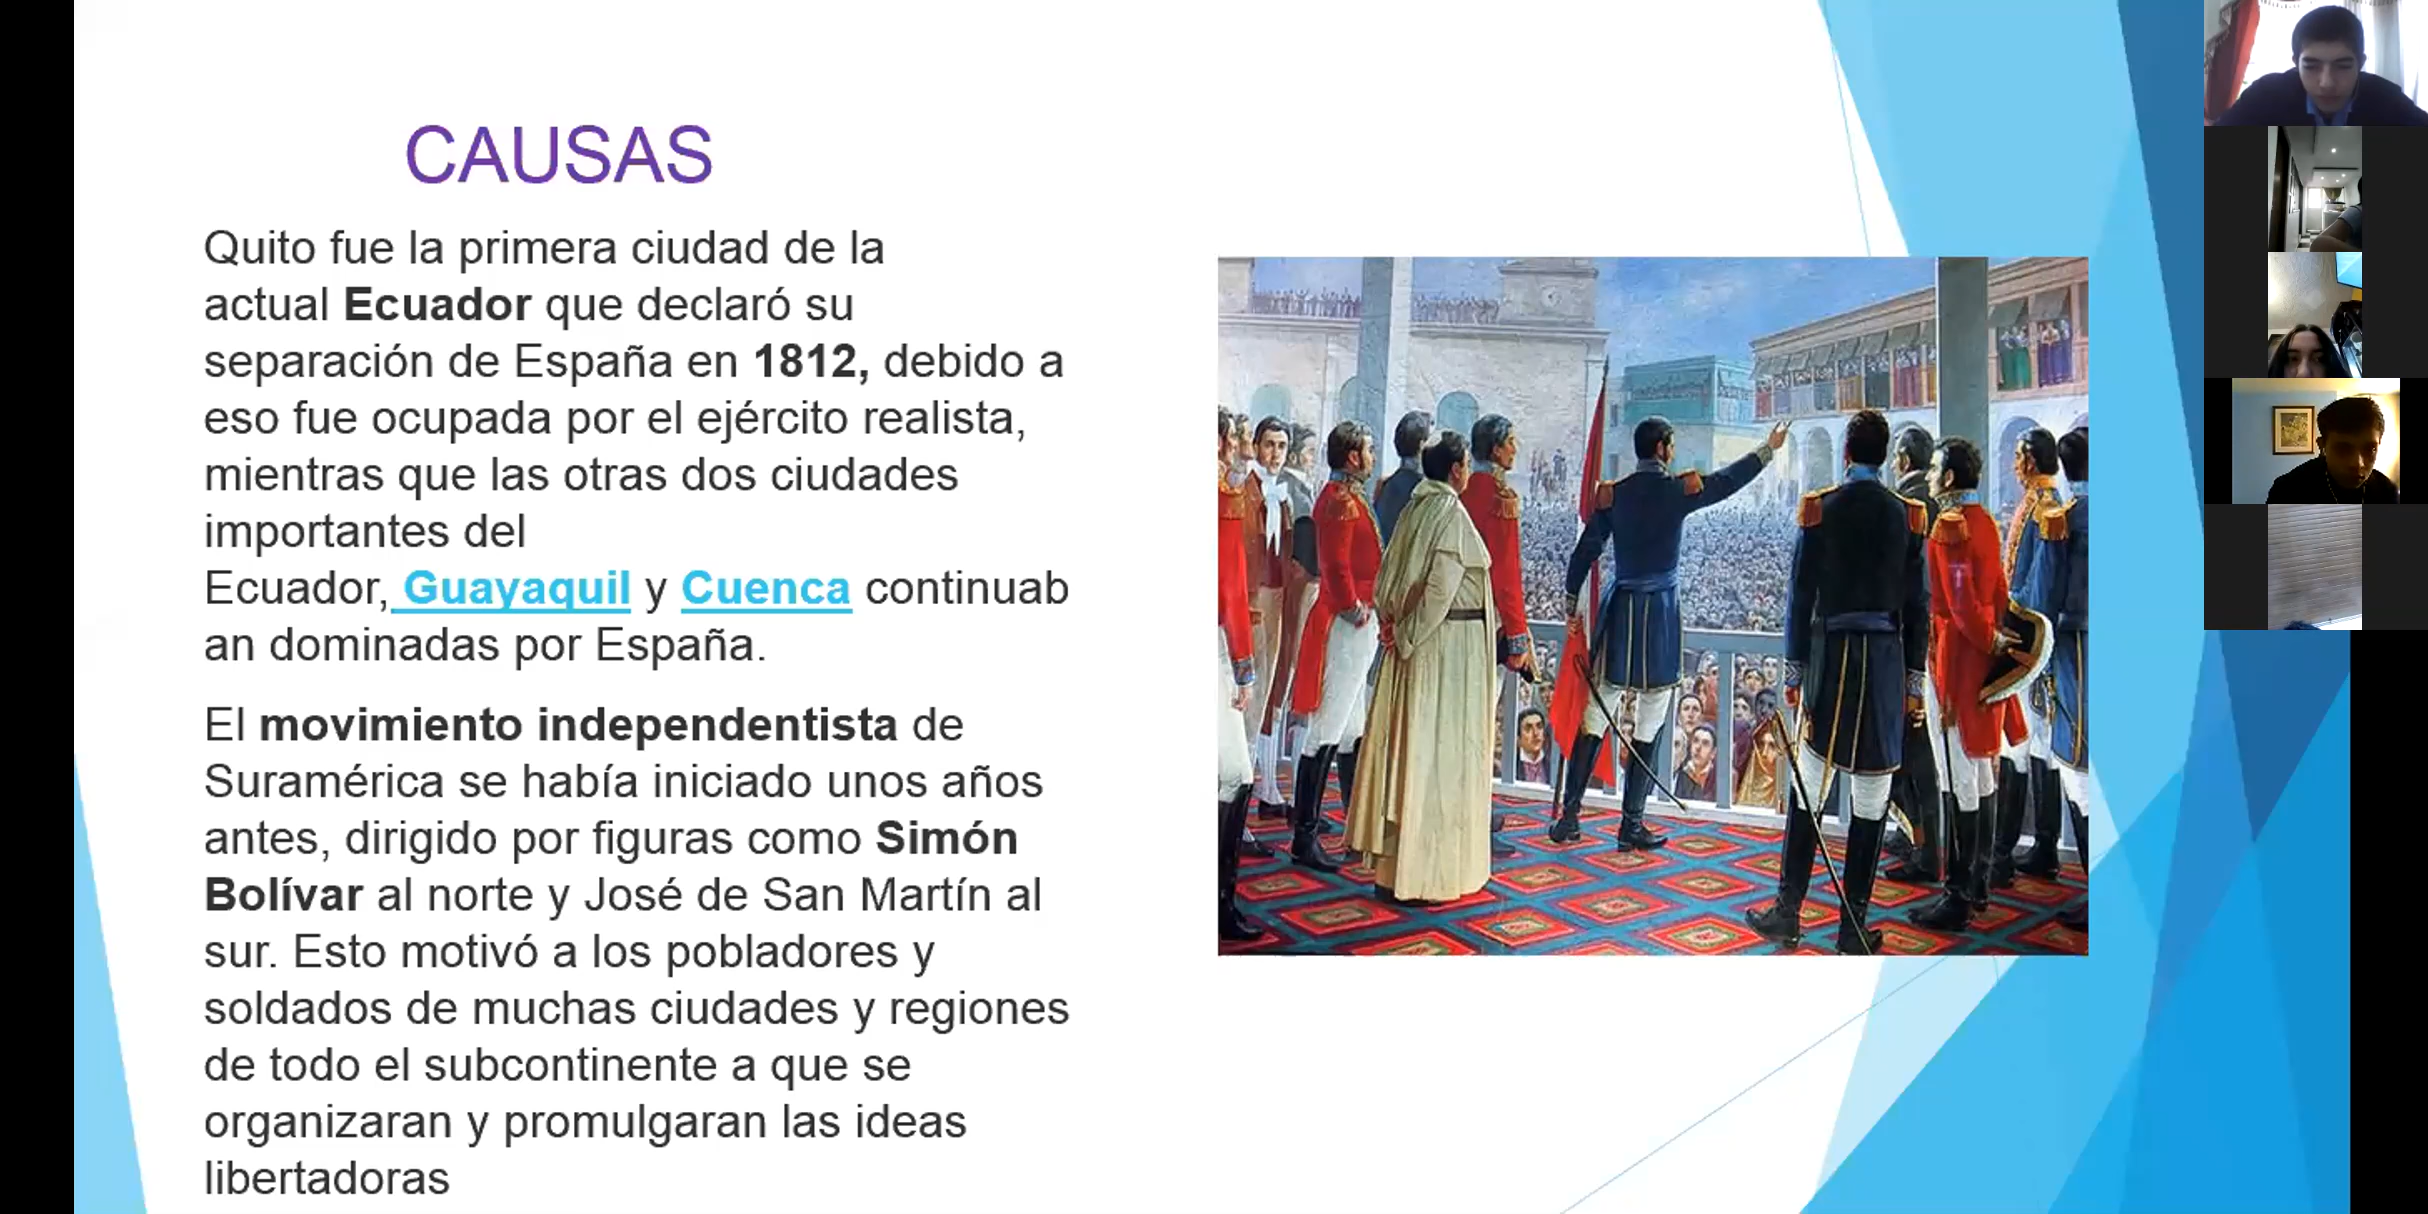 CAUSAS
Quito fue la primera ciudad de la
actual Ecuador que declaró su
separación de España en 1812, debido a
eso fue ocupada por el ejército realista,
mientras que las otras dos ciudades
importantes del
Ecuador, Guayaquil y Cuenca continuab
an dominadas por España.
El movimiento independentista de
Suramérica se había iniciado unos años
antes, dirigido por figuras como Simón
Bolívar al norte y José de San Martín al
sur. Esto motivó a los pobladores y
soldados de muchas ciudades y regiones
de todo el subcontinente a que se
organizaran y promulgaran las ideas
libertadoras